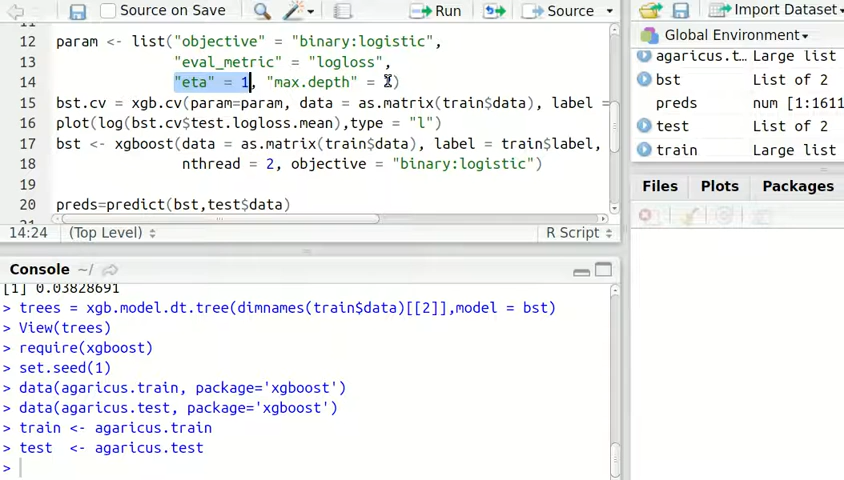 Source on Save
Run
Source
Import Dataset
Global Environment
12 param <- list("objective" = "binary:logistic",
13 "eval_metric" = "logloss",
14 "eta" = 1, "max.depth" = )
15 bst.cv = xgb.cv(param=param, data = as.matrix(train$data), label =
16 plot(log(bst.cv$test.logloss.mean),type = "l")
17 bst <- xgboost(data = as.matrix(train$data), label = train$label,
18 nthread = 2, objective = "binary:logistic")
19
20 preds=predict(bst,test$data)
14:24 (Top Level) R Script
agaricus.t… Large list
bst List of 2
preds num [1:1611
test List of 2
train Large list
Files Plots Packages
Console ~/
[1] 0.03828691
> trees = xgb.model.dt.tree(dimnames(train$data)[[2]],model = bst)
> View(trees)
> require(xgboost)
> set.seed(1)
> data(agaricus.train, package='xgboost')
> data(agaricus.test, package='xgboost')
> train <- agaricus.train
> test <- agaricus.test
>